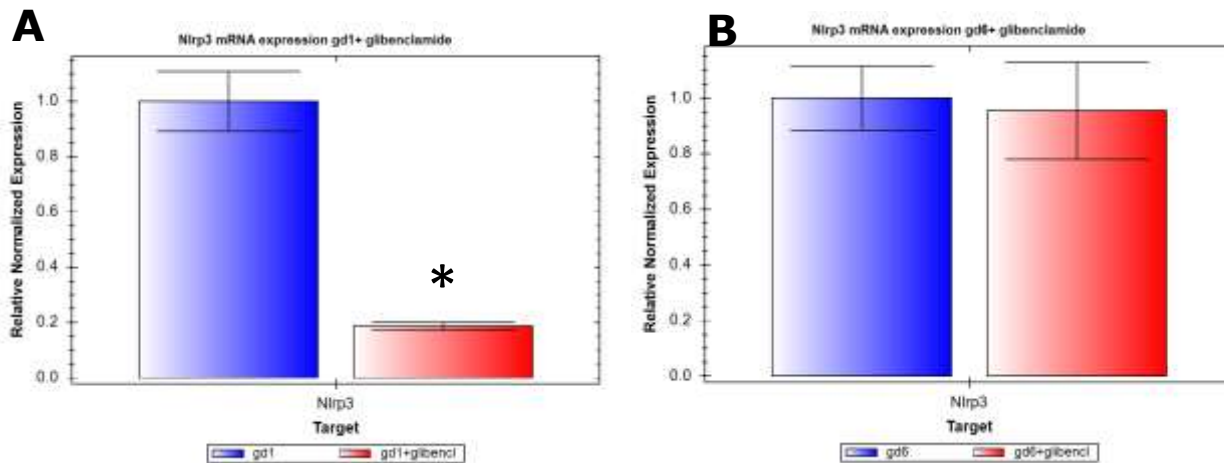 A
Nlrp3 mRNA expression gd1+ glibenclamide
Relative Normalized Expression
1.0
0.8
0.6
0.4
0.2
0.0
*
Nlrp3
Target
gd1
gd1+glibencl
B
Nlrp3 mRNA expression gd6+ glibenclamide
Relative Normalized Expression
1.0
0.8
0.6
0.4
0.2
0.0
Nlrp3
Target
gd6
gd6+glibencl